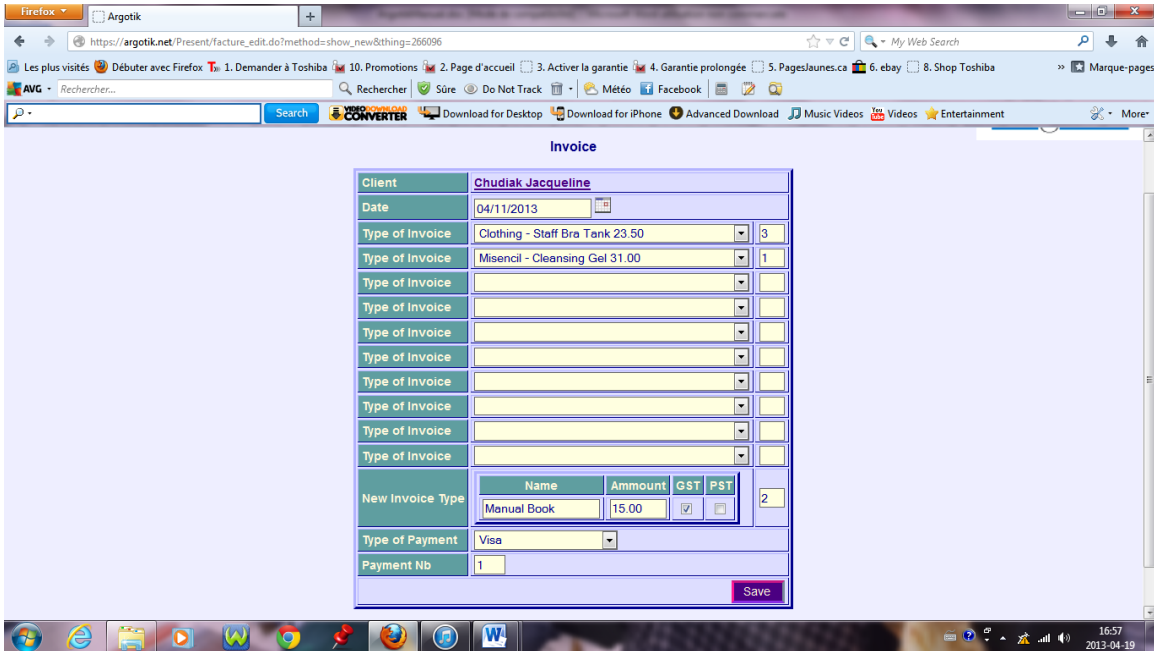 Firefox
Argotik
https://argotik.net/Present/facture_edit.do?method=show_new&thing=266096
My Web Search
Les plus visités Débuter avec Firefox 1. Demander à Toshiba 10. Promotions 2. Page d'accueil 3. Activer la garantie 4. Garantie prolongée 5. PagesJaunes.ca 6. ebay 8. Shop Toshiba » Marque-pages
AVG Rechercher... Rechercher Sûre Do Not Track Météo Facebook
Search VIDEO DOWNLOAD CONVERTER Download for Desktop Download for iPhone Advanced Download Music Videos You Tube Videos Entertainment More
Invoice
Client Chudiak Jacqueline
Date 04/11/2013
Type of Invoice Clothing - Staff Bra Tank 23.50 3
Type of Invoice Misencil - Cleansing Gel 31.00 1
Type of Invoice
Type of Invoice
Type of Invoice
Type of Invoice
Type of Invoice
Type of Invoice
Type of Invoice
Type of Invoice
Name Ammount GST PST
New Invoice Type 2
Manual Book 15.00
Type of Payment Visa
Payment Nb 1
Save
16:57
2013-04-19